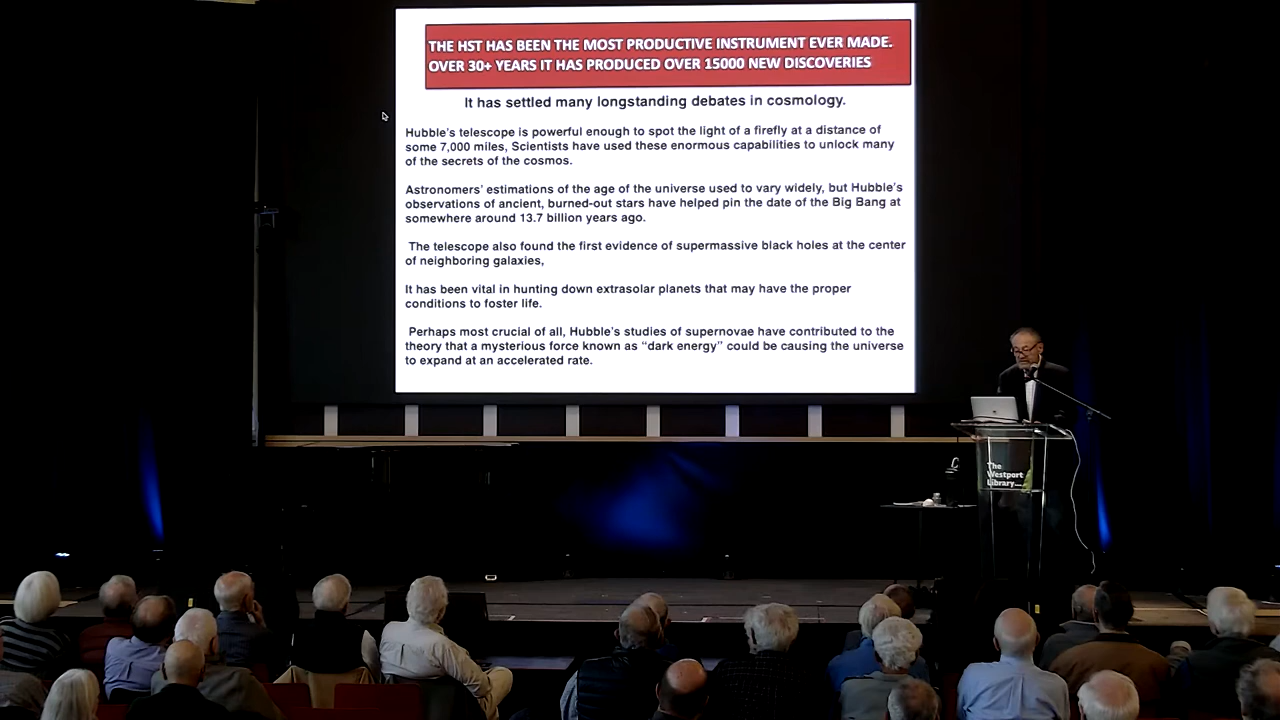 THE HST HAS BEEN THE MOST PRODUCTIVE INSTRUMENT EVER MADE.
OVER 30+ YEARS IT HAS PRODUCED OVER 15000 NEW DISCOVERIES
It has settled many longstanding debates in cosmology.
Hubble's telescope is powerful enough to spot the light of a firefly at a distance of
some 7,000 miles, Scientists have used these enormous capabilities to unlock many
of the secrets of the cosmos.
Astronomers' estimations of the age of the universe used to vary widely, but Hubble's
observations of ancient, burned-out stars have helped pin the date of the Big Bang at
somewhere around 13.7 billion years ago.
The telescope also found the first evidence of supermassive black holes at the center
of neighboring galaxies,
It has been vital in hunting down extrasolar planets that may have the proper
conditions to foster life.
Perhaps most crucial of all, Hubble's studies of supernovae have contributed to the
theory that a mysterious force known as "dark energy" could be causing the universe
to expand at an accelerated rate.
The
Westport
Library